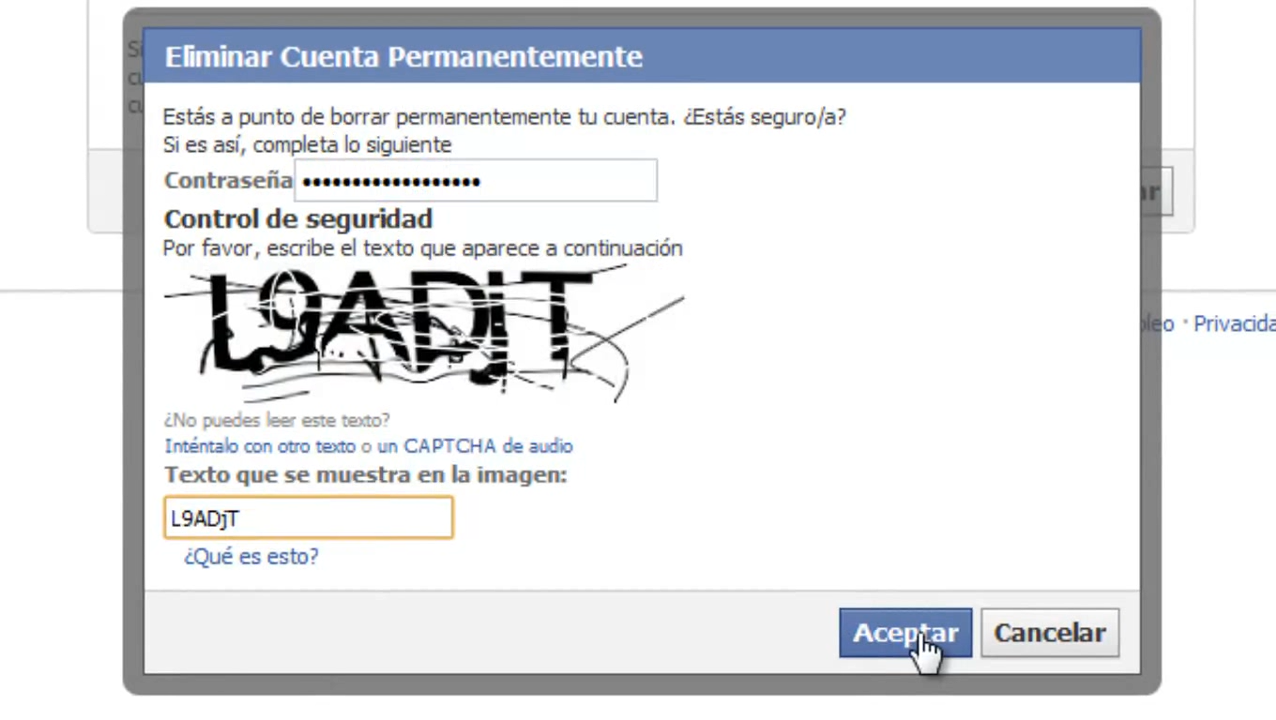 Eliminar Cuenta Permanentemente
Estás a punto de borrar permanentemente tu cuenta. ¿Estás seguro/a?
Si es así, completa lo siguiente
Contraseña ••••••••••••••••••
Control de seguridad
Por favor, escribe el texto que aparece a continuación
L9ADjT
¿No puedes leer este texto?
Inténtalo con otro texto o un CAPTCHA de audio
Texto que se muestra en la imagen:
L9ADjT
¿Qué es esto?
Aceptar Cancelar